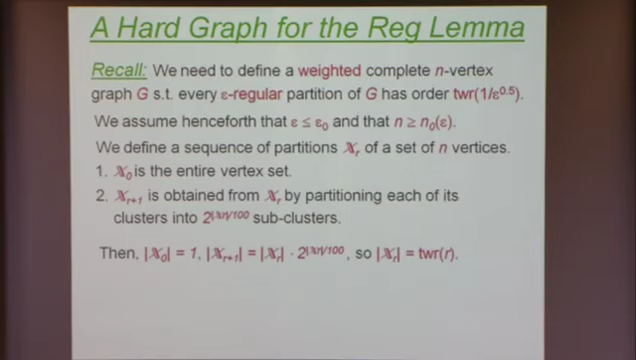 A Hard Graph for the Reg Lemma
Recall: We need to define a weighted complete n-vertex
graph G s.t. every ε-regular partition of G has order twr(1/ε^0.5).
We assume henceforth that ε ≤ ε₀ and that n ≥ n₀(ε).
We define a sequence of partitions 𝒳ᵣ of a set of n vertices.
1. 𝒳₀ is the entire vertex set.
2. 𝒳ᵣ₊₁ is obtained from 𝒳ᵣ by partitioning each of its
clusters into 2^|𝒳ᵣ|/100 sub-clusters.
Then, |𝒳₀| = 1, |𝒳ᵣ₊₁| = |𝒳ᵣ| · 2^|𝒳ᵣ|/100, so |𝒳ᵣ| = twr(r).